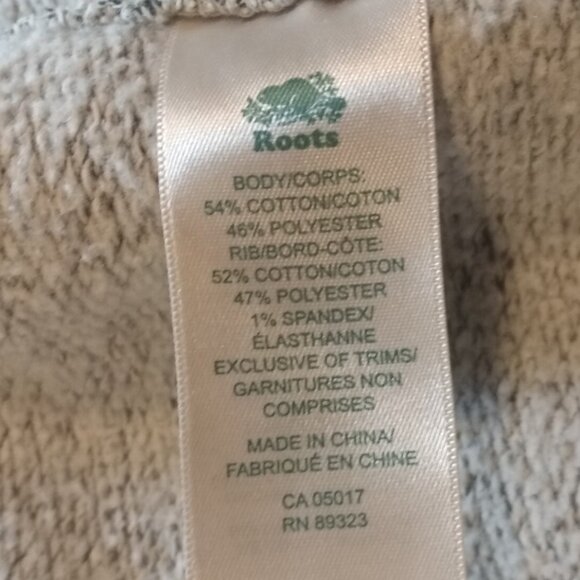 Roots
BODY/CORPS:
54% COTTON/COTON
46% POLYESTER
RIB/BORD-CÔTE:
52% COTTON/COTON
47% POLYESTER
1% SPANDEX/
ÉLASTHANNE
EXCLUSIVE OF TRIMS/
GARNITURES NON
COMPRISES
MADE IN CHINA/
FABRIQUÉ EN CHINE
CA 05017
RN 89323